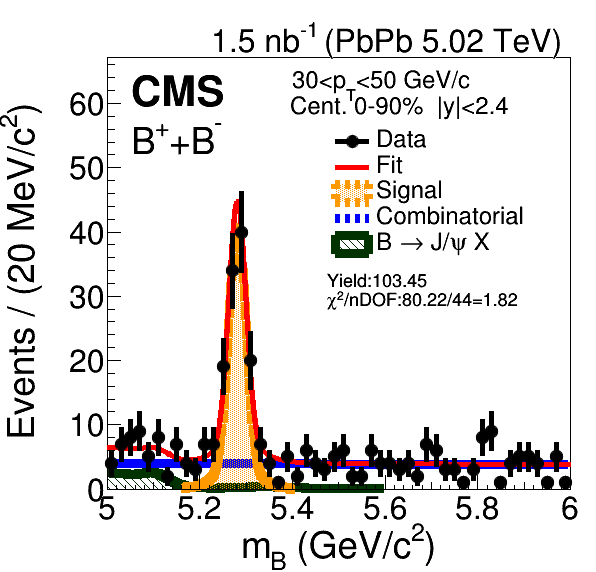 1.5 nb⁻¹ (PbPb 5.02 TeV)
CMS
B⁺+B⁻
30<p_T<50 GeV/c
Cent. 0-90% |y|<2.4
Data
Fit
Signal
Combinatorial
B → J/ψ X
Yield:103.45
χ²/nDOF:80.22/44=1.82
Events / (20 MeV/c²)
60
50
40
30
20
10
0
5 5.2 5.4 5.6 5.8 6
m_B (GeV/c²)